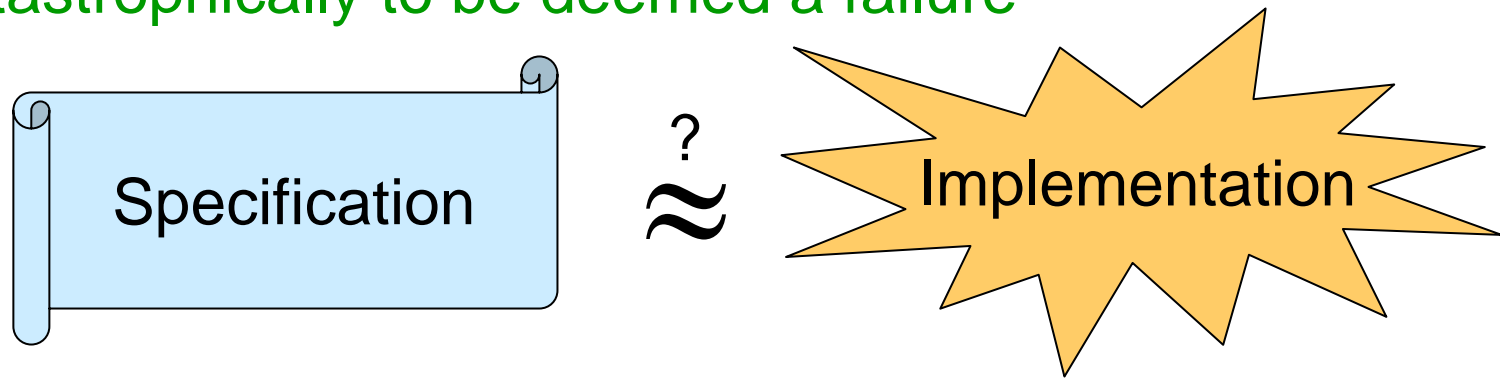 to be deemed a failure
?
Specification ≈ Implementation